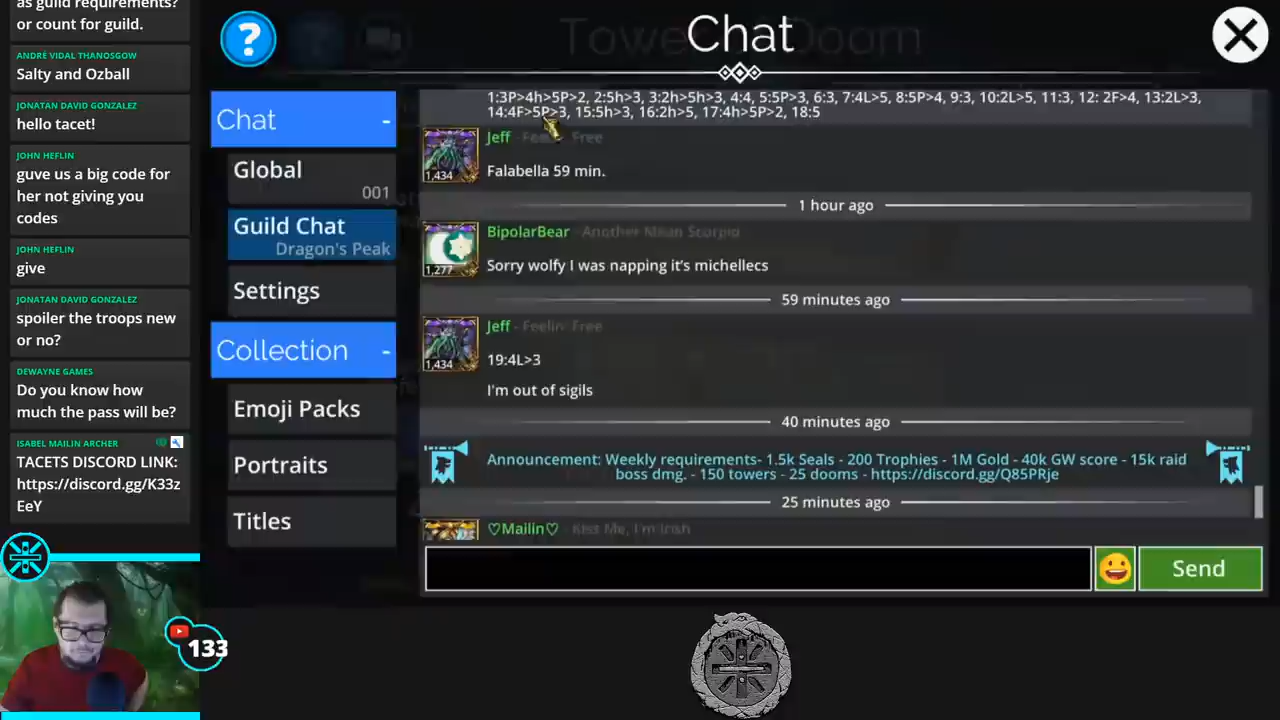 as guild requirements?
or count for guild.
ANDRÉ VIDAL THANOSGOW
Salty and Ozball
JONATAN DAVID GONZALEZ
hello tacet!
JOHN HEFLIN
guve us a big code for
her not giving you
codes
JOHN HEFLIN
give
JONATAN DAVID GONZALEZ
spoiler the troops new
or no?
DEWAYNE GAMES
Do you know how
much the pass will be?
ISABEL MAILIN ARCHER
TACETS DISCORD LINK:
https://discord.gg/K33z
EeY
133
?
Chat
Chat -
Global
001
Guild Chat
Dragon's Peak
Settings
Collection -
Emoji Packs
Portraits
Titles
1:3P>4h>5P>2, 2:5h>3, 3:2h>5h>3, 4:4, 5:5P>3, 6:3, 7:4L>5, 8:5P>4, 9:3, 10:2L>5, 11:3, 12: 2F>4, 13:2L>3,
14:4F>5P>3, 15:5h>3, 16:2h>5, 17:4h>5P>2, 18:5
Jeff - Feelin' Free
1,434
Falabella 59 min.
1 hour ago
BipolarBear - Another Milian Scorpio
1,277
Sorry wolfy I was napping it's michellecs
59 minutes ago
Jeff - Feelin' Free
1,434
19:4L>3
I'm out of sigils
40 minutes ago
Announcement: Weekly requirements- 1.5k Seals - 200 Trophies - 1M Gold - 40k GW score - 15k raid
boss dmg. - 150 towers - 25 dooms - https://discord.gg/Q85PRje
25 minutes ago
♡Mailin♡ - Kiss Me, I'm Irish
Send